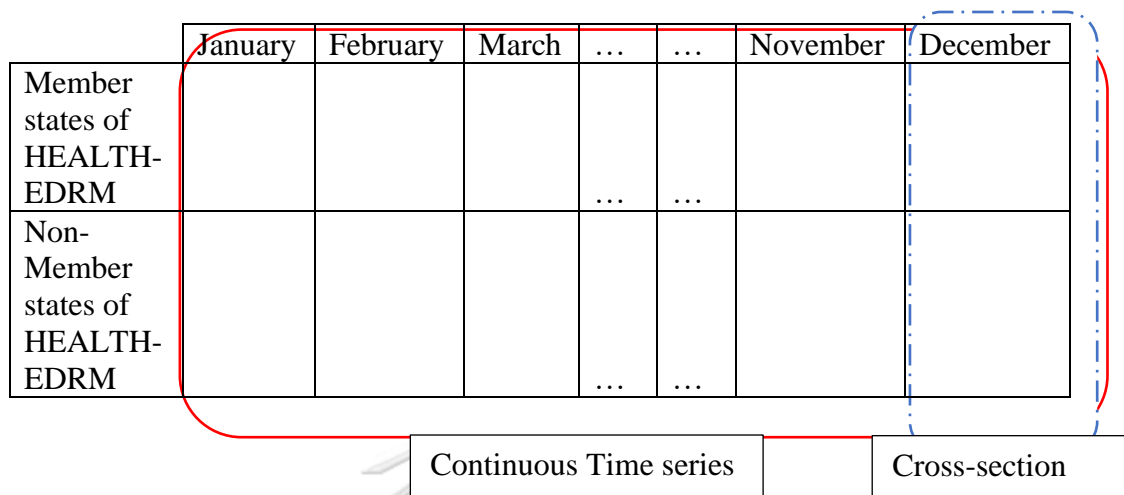 January February March … … November December
Member
states of
HEALTH-
EDRM
… …
Non-
Member
states of
HEALTH-
EDRM
… …
Continuous Time series
Cross-section